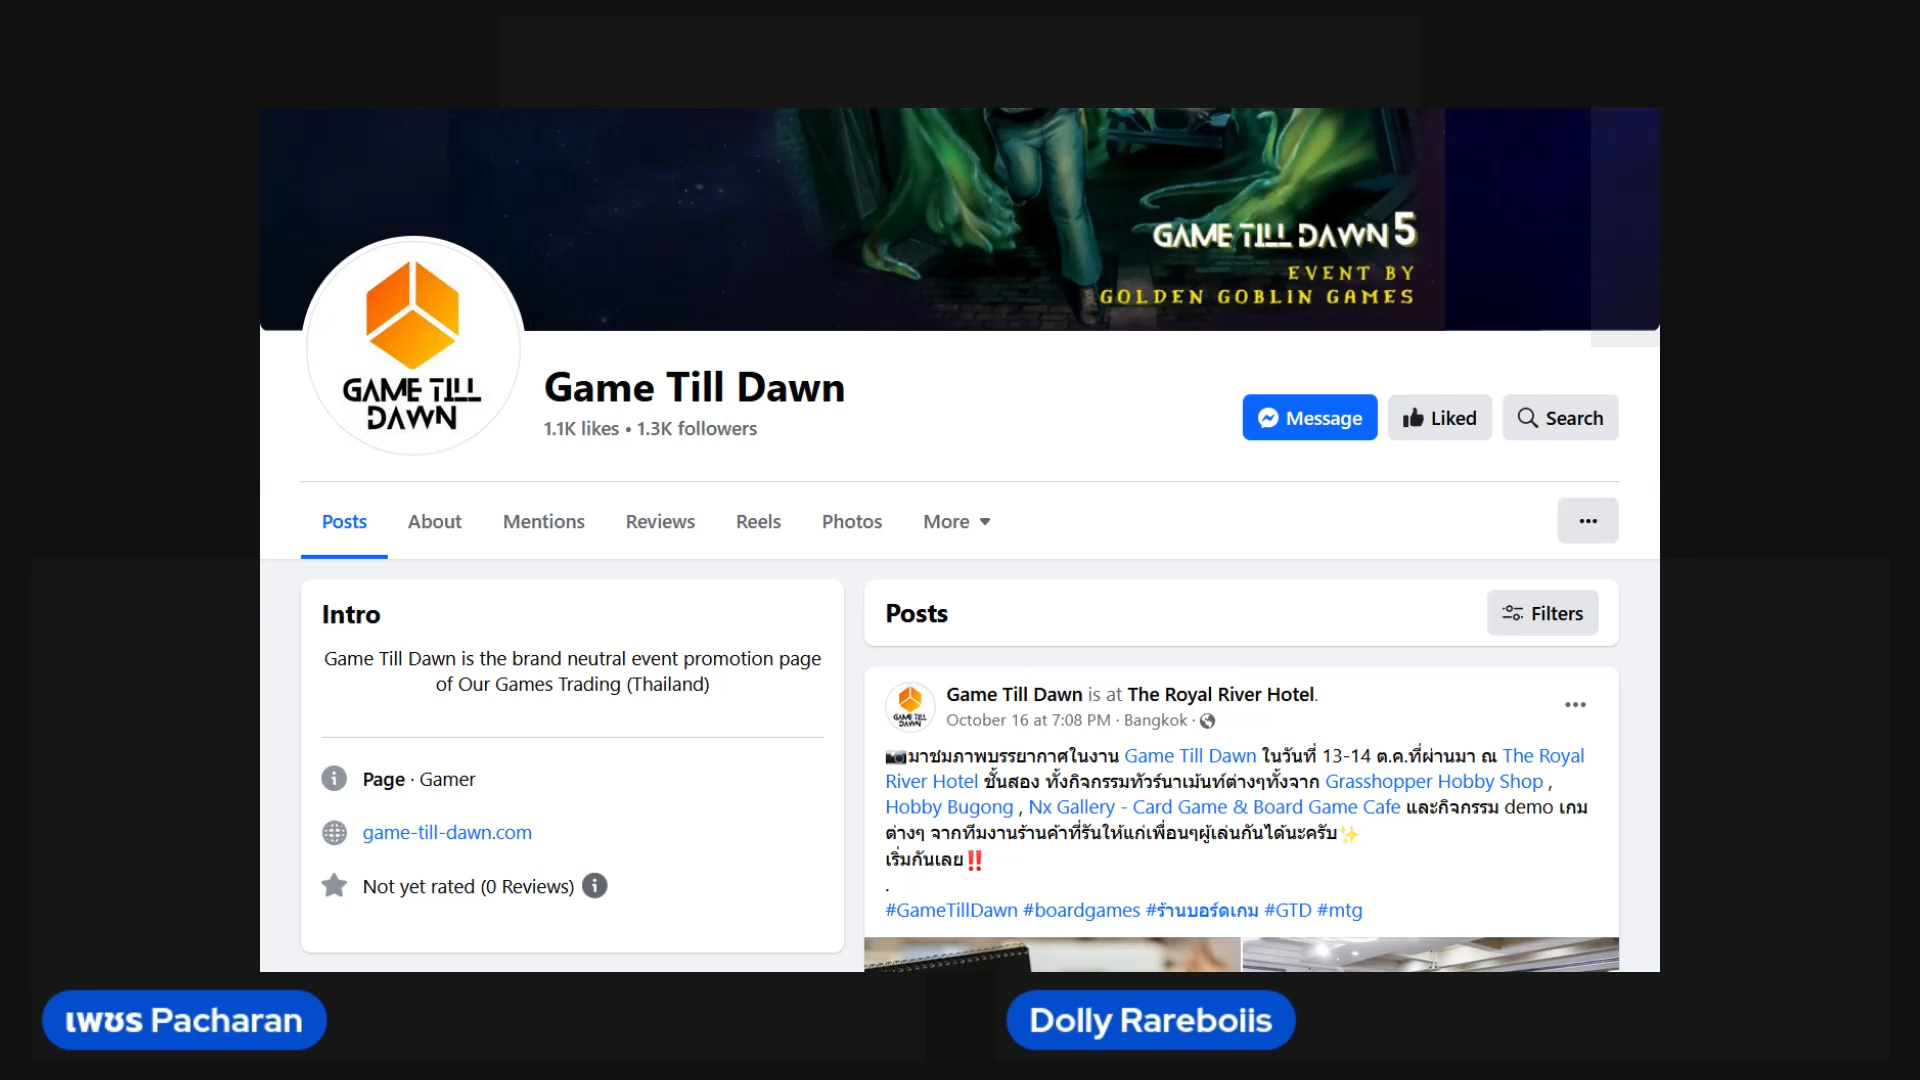 GAME TILL DAWN 5
EVENT BY
GOLDEN GOBLIN GAMES
GAME TILL
DAWN
Game Till Dawn
1.1K likes • 1.3K followers
Message
Liked
Search
Posts
About
Mentions
Reviews
Reels
Photos
More
Intro
Game Till Dawn is the brand neutral event promotion page
of Our Games Trading (Thailand)
Page · Gamer
game-till-dawn.com
Not yet rated (0 Reviews)
Posts
Filters
GAME TILL
DAWN
Game Till Dawn is at The Royal River Hotel.
October 16 at 7:08 PM · Bangkok ·
📷มาชมภาพบรรยากาศในงาน Game Till Dawn ในวันที่ 13-14 ต.ค.ที่ผ่านมา ณ The Royal
River Hotel ชั้นสอง ทั้งกิจกรรมทัวร์นาเม้นท์ต่างๆทั้งจาก Grasshopper Hobby Shop ,
Hobby Bugong , Nx Gallery - Card Game & Board Game Cafe และกิจกรรม demo เกม
ต่างๆ จากทีมงานร้านค้าที่รันให้แก่เพื่อนๆผู้เล่นกันได้นะครับ✨
เริ่มกันเลย‼️
.
#GameTillDawn #boardgames #ร้านบอร์ดเกม #GTD #mtg
เพชร Pacharan
Dolly Rareboiis